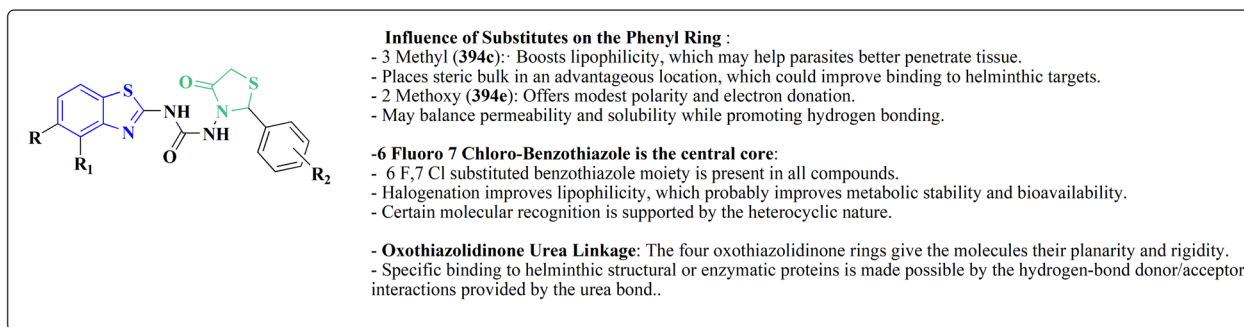 Influence of Substitutes on the Phenyl Ring :
- 3 Methyl (394c):· Boosts lipophilicity, which may help parasites better penetrate tissue.
- Places steric bulk in an advantageous location, which could improve binding to helminthic targets.
- 2 Methoxy (394e): Offers modest polarity and electron donation.
- May balance permeability and solubility while promoting hydrogen bonding.
-6 Fluoro 7 Chloro-Benzothiazole is the central core:
- 6 F,7 Cl substituted benzothiazole moiety is present in all compounds.
- Halogenation improves lipophilicity, which probably improves metabolic stability and bioavailability.
- Certain molecular recognition is supported by the heterocyclic nature.
- Oxothiazolidinone Urea Linkage: The four oxothiazolidinone rings give the molecules their planarity and rigidity.
- Specific binding to helminthic structural or enzymatic proteins is made possible by the hydrogen-bond donor/acceptor
interactions provided by the urea bond..
O
S
S
N
NH
N
NH
O
R
R1
R2